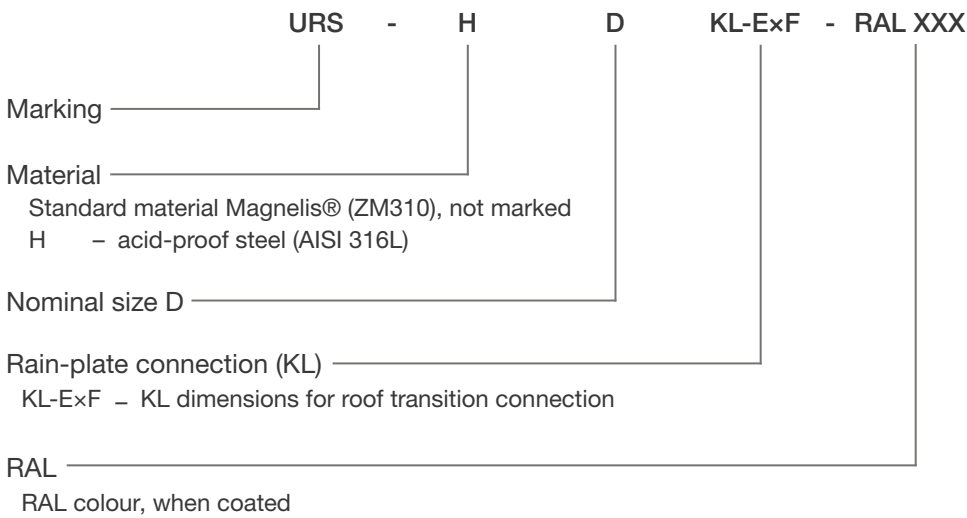 URS - H D KL-E×F - RAL XXX
Marking
Material
Standard material Magnelis® (ZM310), not marked
H – acid-proof steel (AISI 316L)
Nominal size D
Rain-plate connection (KL)
KL-E×F – KL dimensions for roof transition connection
RAL
RAL colour, when coated